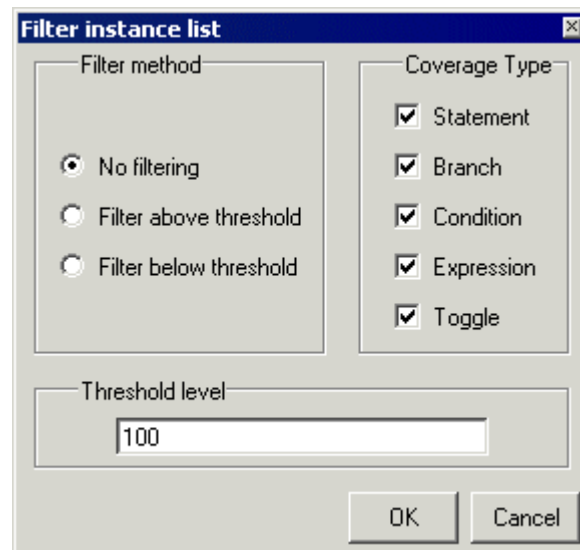 Filter instance list
Filter method
No filtering
Filter above threshold
Filter below threshold
Coverage Type
Statement
Branch
Condition
Expression
Toggle
Threshold level
100
OK
Cancel